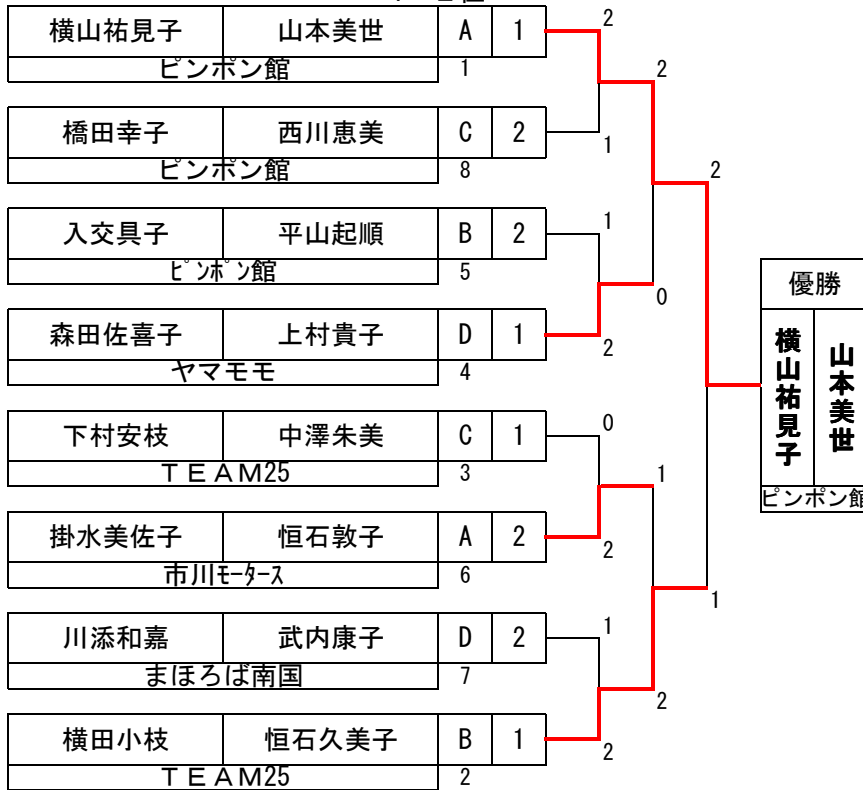 横山祐見子 山本美世 A 1
ピンポン館 1
橋田幸子 西川恵美 C 2
ピンポン館 8
入交具子 平山起順 B 2
ピンポン館 5
森田佐喜子 上村貴子 D 1
ヤマモモ 4
下村安枝 中澤朱美 C 1
ＴＥＡＭ25 3
掛水美佐子 恒石敦子 A 2
市川モータース 6
川添和嘉 武内康子 D 2
まほろば南国 7
横田小枝 恒石久美子 B 1
ＴＥＡＭ25 2
2
1
1
2
0
2
1
2
2
0
1
2
2
1
優勝
横山祐見子
山本美世
ピンポン館